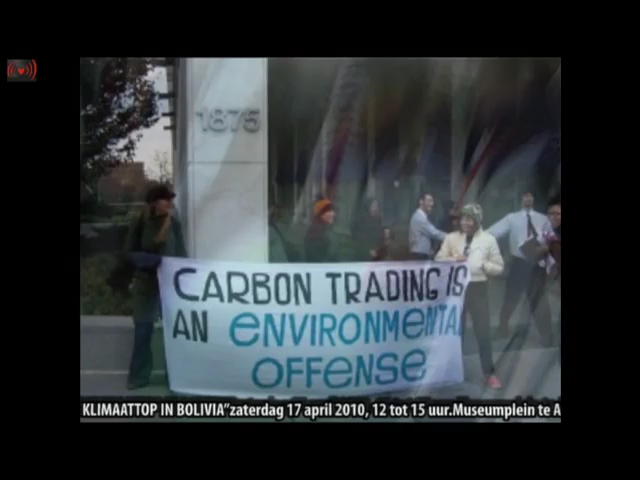 1875
CARBON TRADING IS
AN ENVIRONMENTAL
OFFENSE
KLIMAATTOP IN BOLIVIA" zaterdag 17 april 2010, 12 tot 15 uur.Museumplein te A